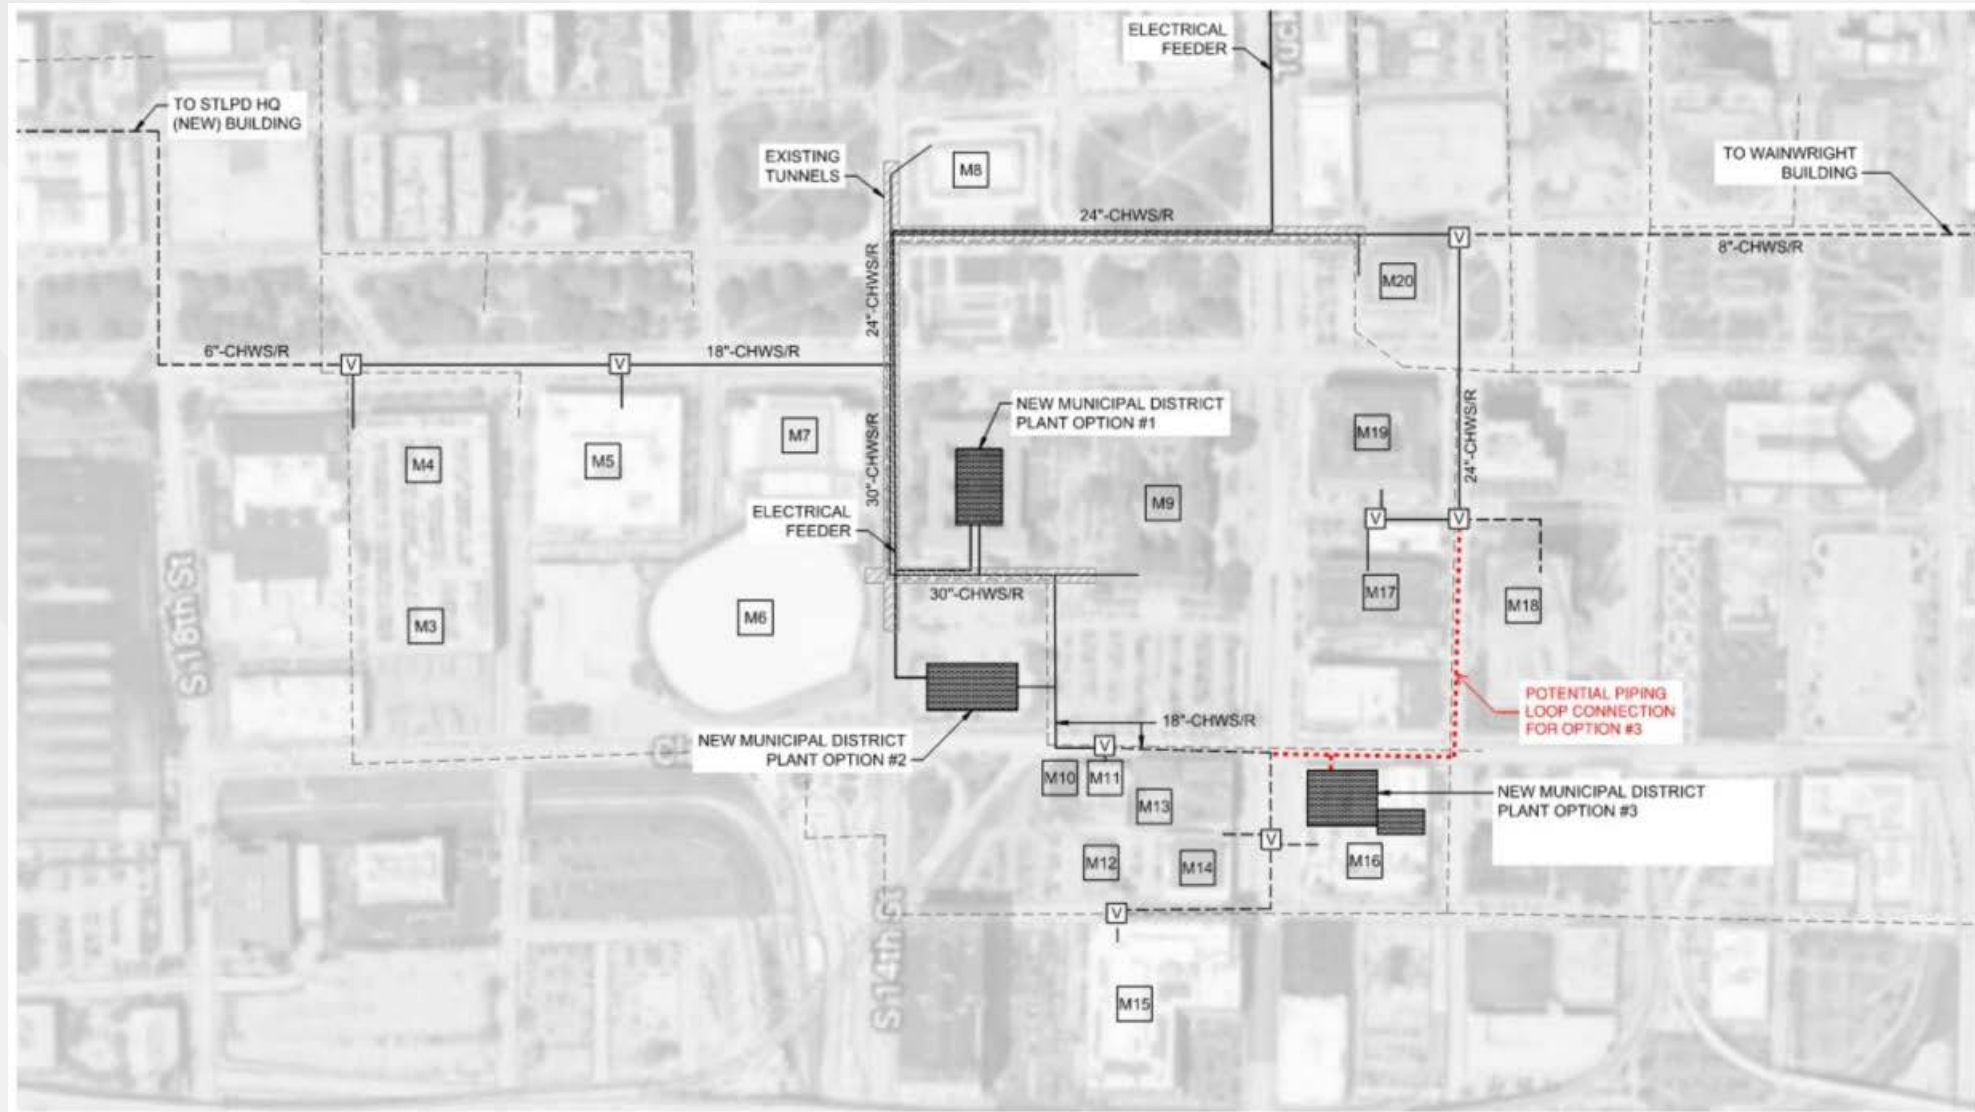 ELECTRICAL
FEEDER
TO STLPD HQ
(NEW) BUILDING
EXISTING
TUNNELS
M8
TO WAINWRIGHT
BUILDING
24"-CHWS/R
V
8"-CHWS/R
24"-CHWS/R
M20
6"-CHWS/R
V
V
18"-CHWS/R
NEW MUNICIPAL DISTRICT
PLANT OPTION #1
24"-CHWS/R
M7
M19
M4
M5
30"-CHWS/R
M9
ELECTRICAL
FEEDER
V
V
S 18th St
30"-CHWS/R
M17
M18
M6
M3
POTENTIAL PIPING
LOOP CONNECTION
FOR OPTION #3
18"-CHWS/R
NEW MUNICIPAL DISTRICT
PLANT OPTION #2
V
M10
M11
M13
NEW MUNICIPAL DISTRICT
PLANT OPTION #3
V
M12
M14
M16
V
S 14th St
M15